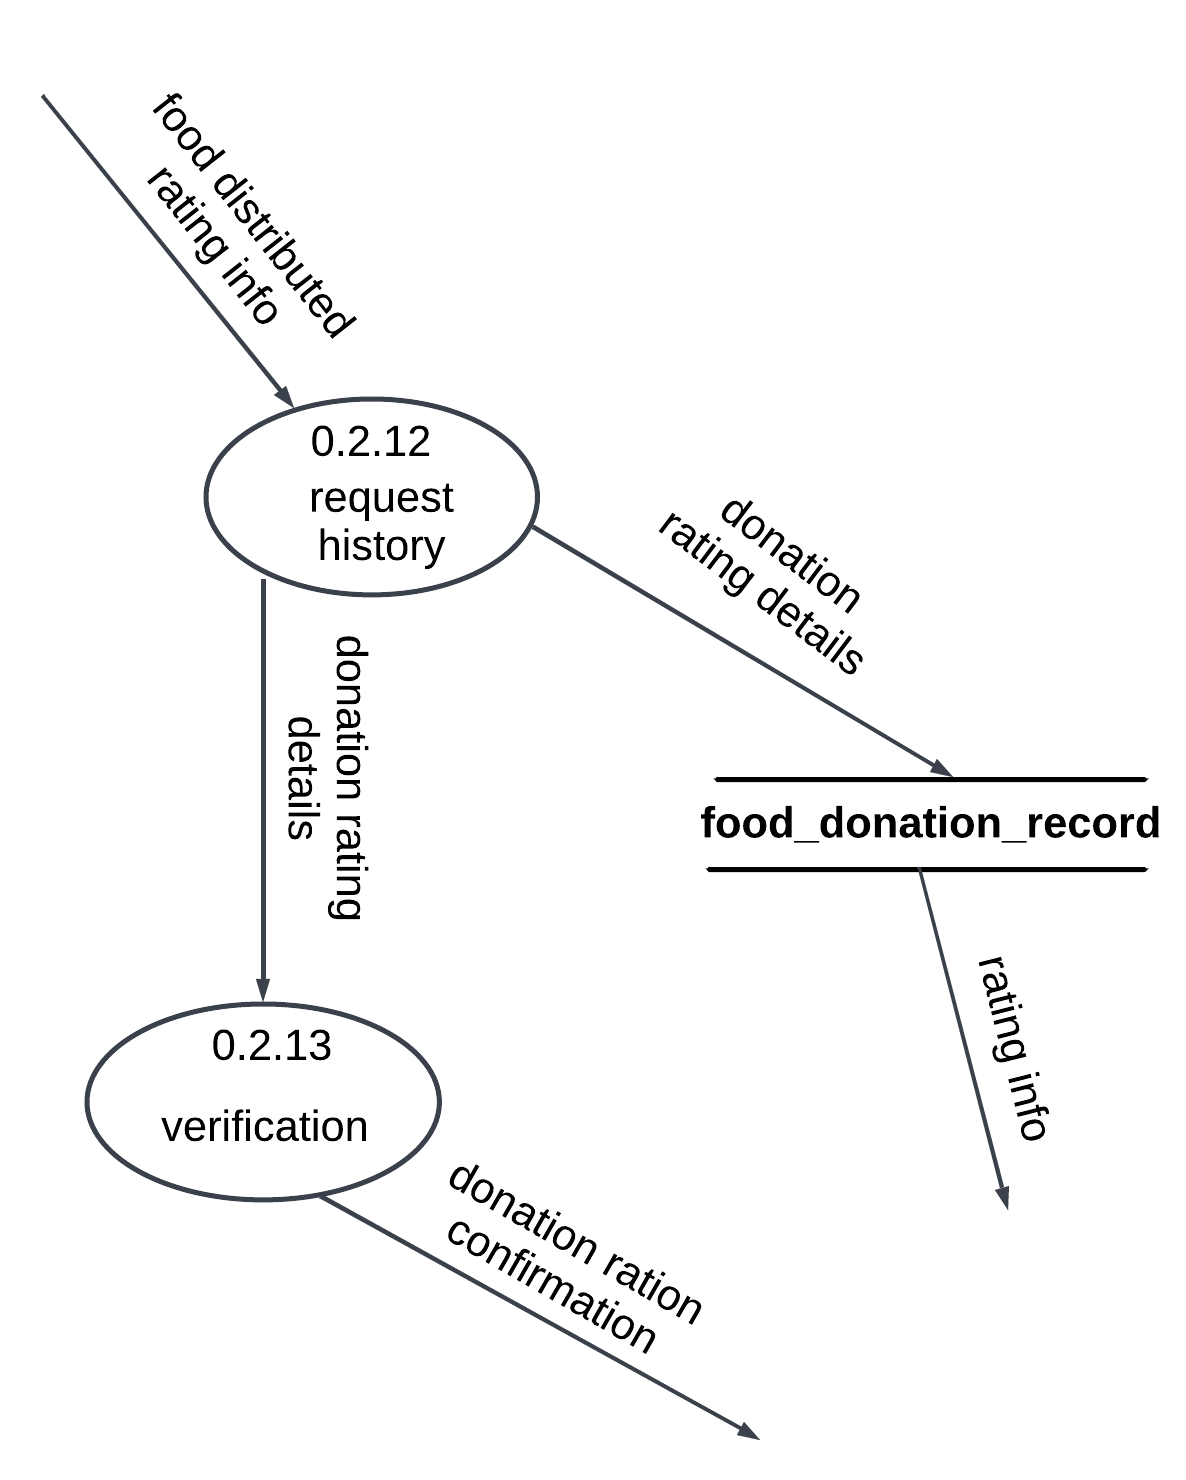 food distributed
rating info
0.2.12
request
history
donation
rating details
donation rating
details
food_donation_record
rating info
0.2.13
verification
donation ration
confirmation